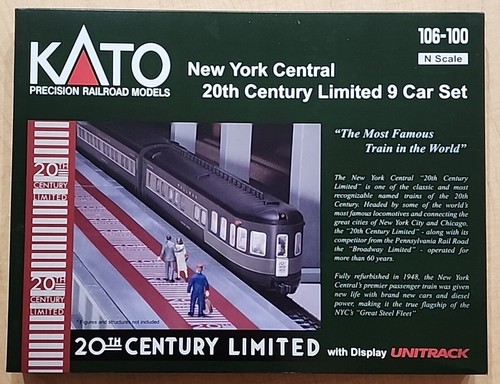 KATO
PRECISION RAILROAD MODELS
106-100
N Scale
New York Central
20th Century Limited 9 Car Set
"The Most Famous
Train in the World"
The New York Central "20th Century
Limited" is one of the classic and most
recognizable named trains of the 20th
Century. Headed by some of the world's
most famous locomotives and connecting the
great cities of New York City and Chicago,
the "20th Century Limited" - along with its
competitor from the Pennsylvania Rail Road
the "Broadway Limited" - operated for
more than 60 years.
Fully refurbished in 1948, the New York
Central's premier passenger train was given
new life with brand new cars and diesel
power, making it the true flagship of the
NYC's "Great Steel Fleet"
20TH
CENTURY
LIMITED
20TH
CENTURY
LIMITED
* Figures and structures not included
20TH CENTURY LIMITED
with Display UNITRACK